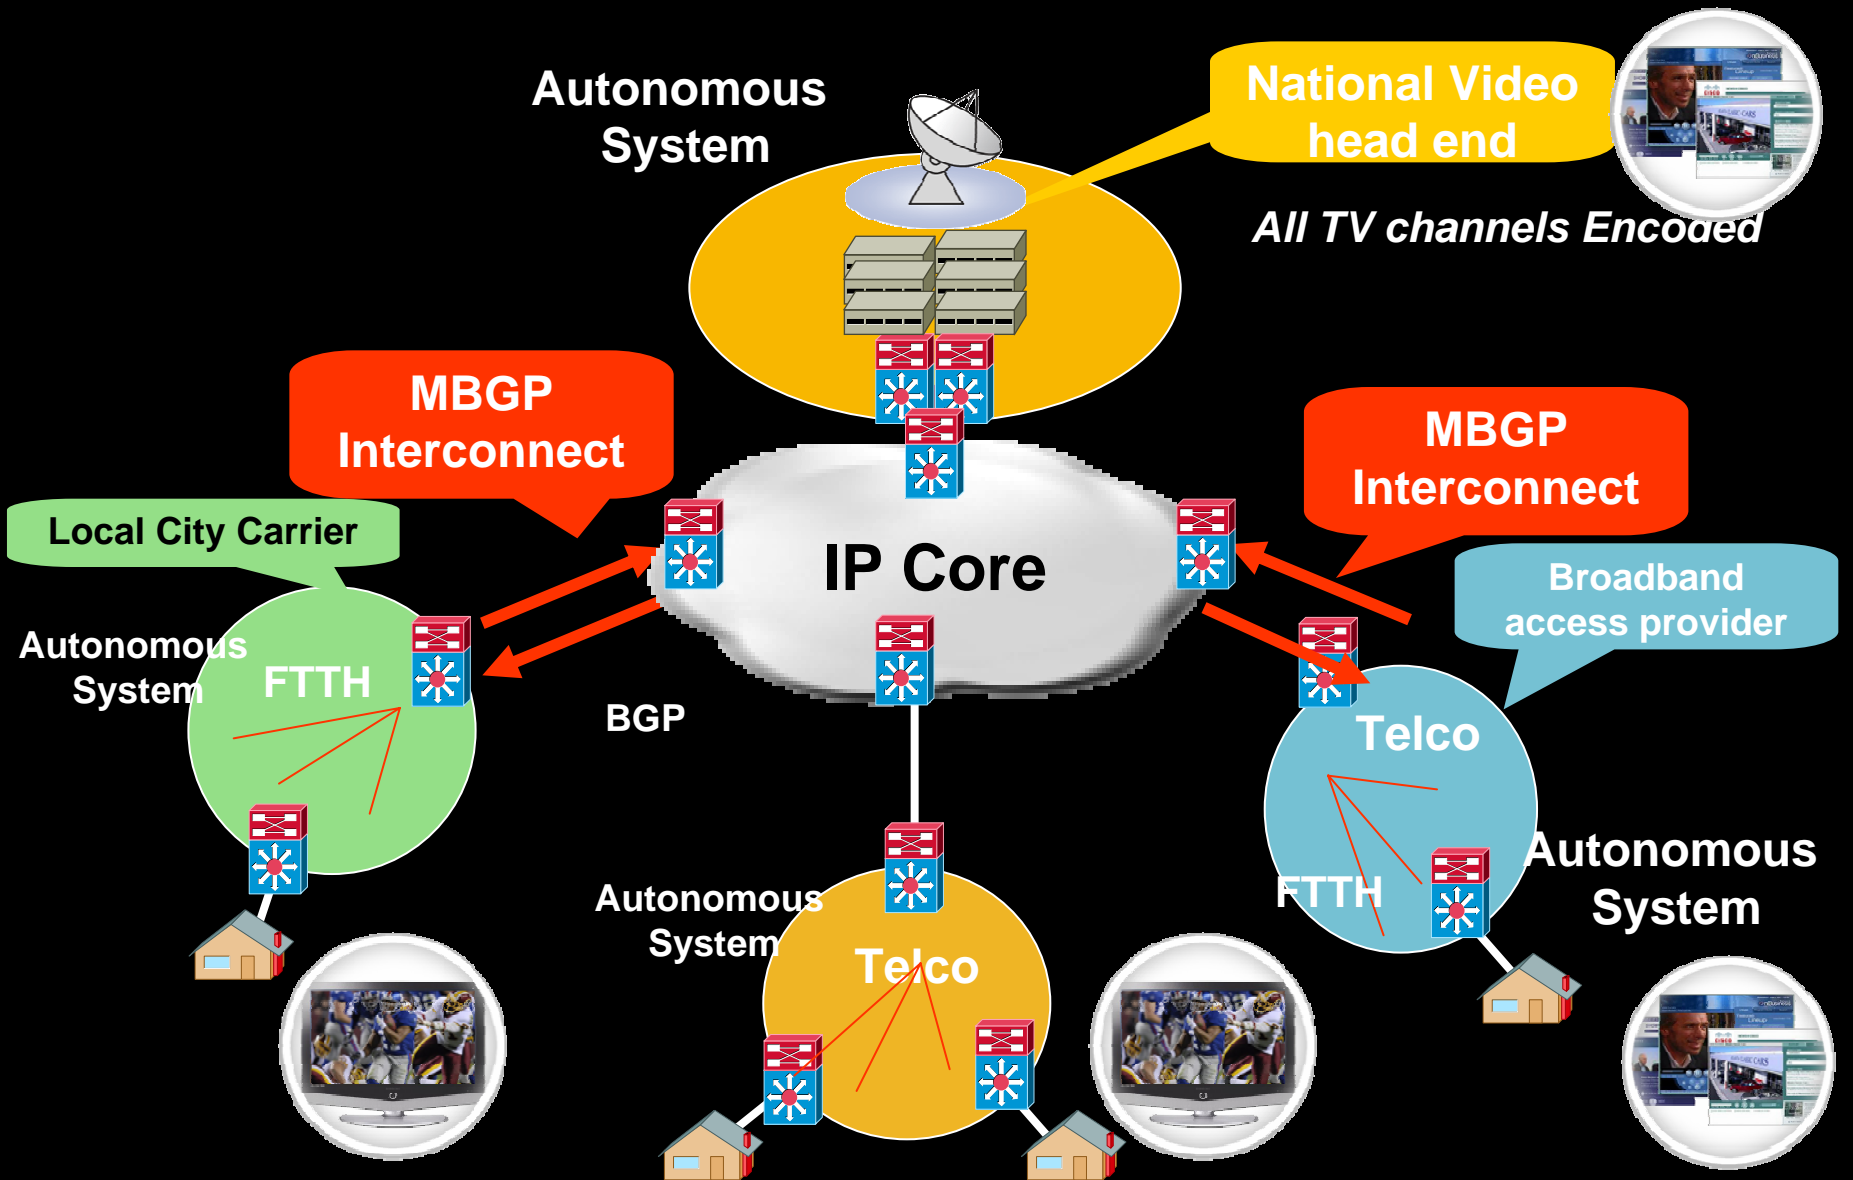 Autonomous
System
National Video
head end
All TV channels Encoded
MBGP
Interconnect
MBGP
Interconnect
Local City Carrier
IP Core
Broadband
access provider
Autonomous
System
FTTH
BGP
Telco
Autonomous
System
FTTH
Autonomous
System
Telco